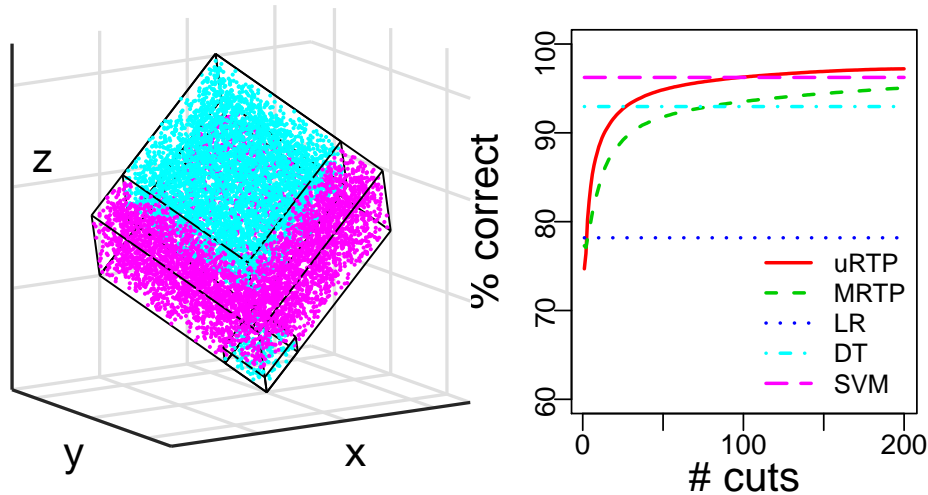 z
y
x
% correct
100
90
80
70
60
uRTP
MRTP
LR
DT
SVM
0
100
200
# cuts